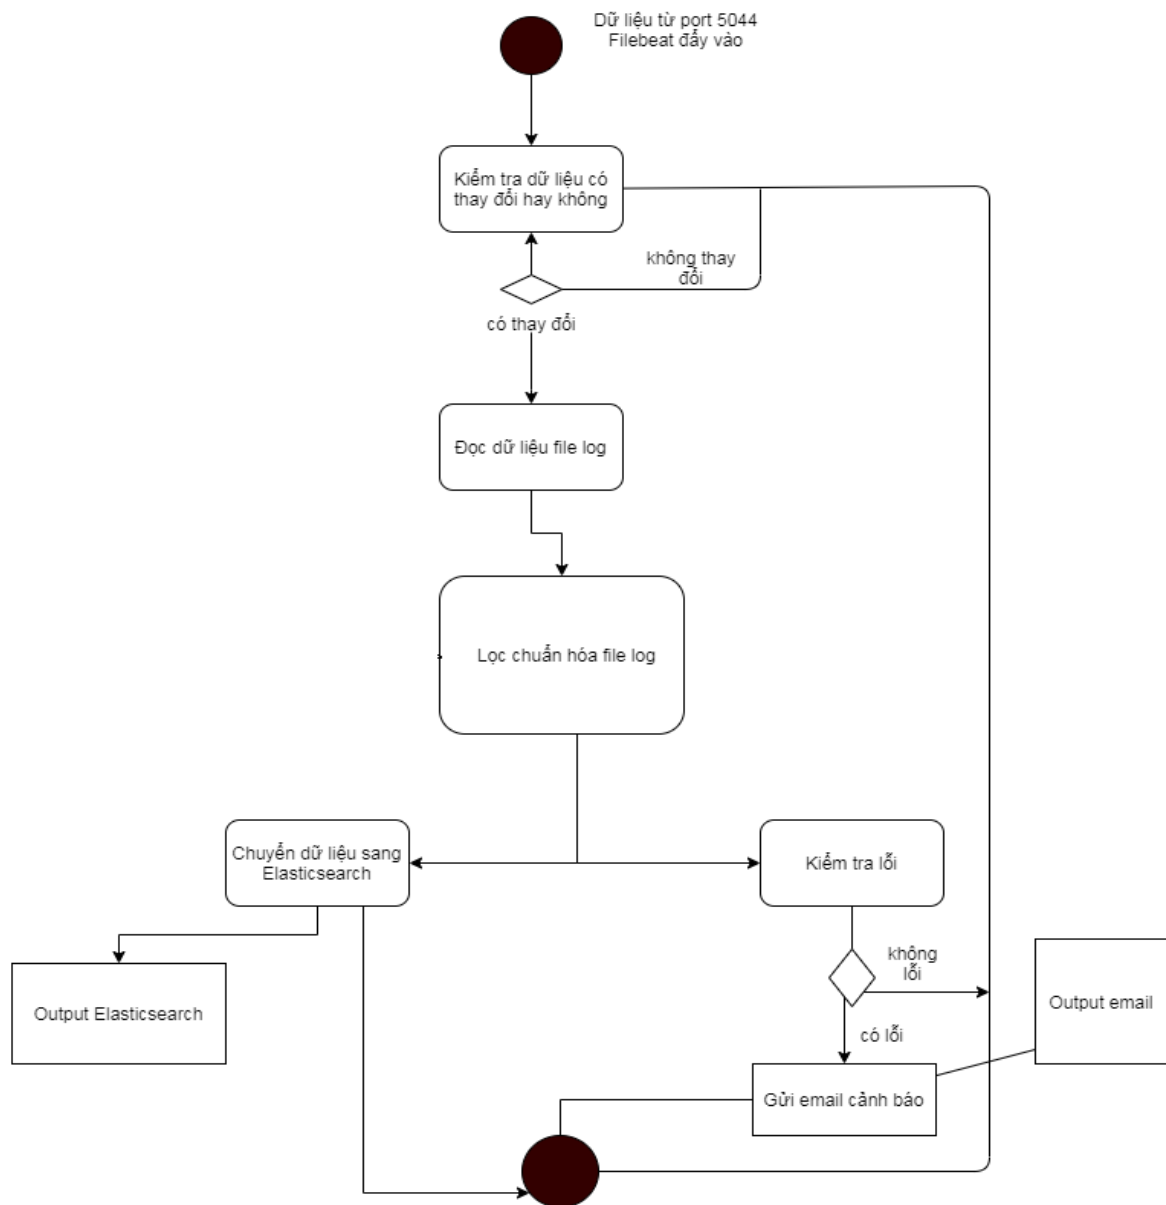 Dữ liệu từ port 5044
Filebeat đẩy vào
Kiểm tra dữ liệu có
thay đổi hay không
không thay
đổi
có thay đổi
Đọc dữ liệu file log
Lọc chuẩn hóa file log
Chuyển dữ liệu sang
Elasticsearch
Kiểm tra lỗi
không
lỗi
Output Elasticsearch
Output email
có lỗi
Gửi email cảnh báo